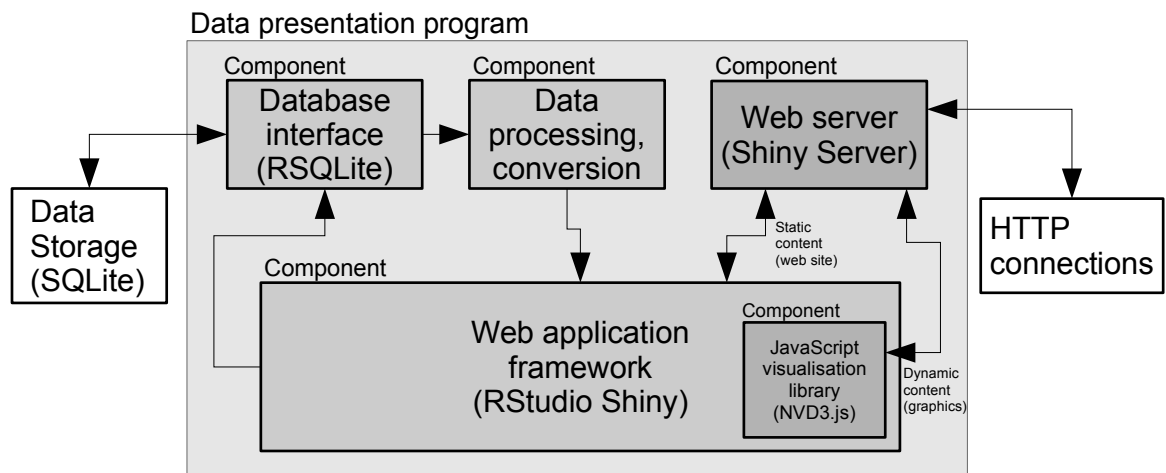 Data presentation program
Component
Database
interface
(RSQLite)
Component
Data
processing,
conversion
Component
Web server
(Shiny Server)
Data
Storage
(SQLite)
HTTP
connections
Static
content
(web site)
Component
Web application
framework
(RStudio Shiny)
Component
JavaScript
visualisation
library
(NVD3.js)
Dynamic
content
(graphics)